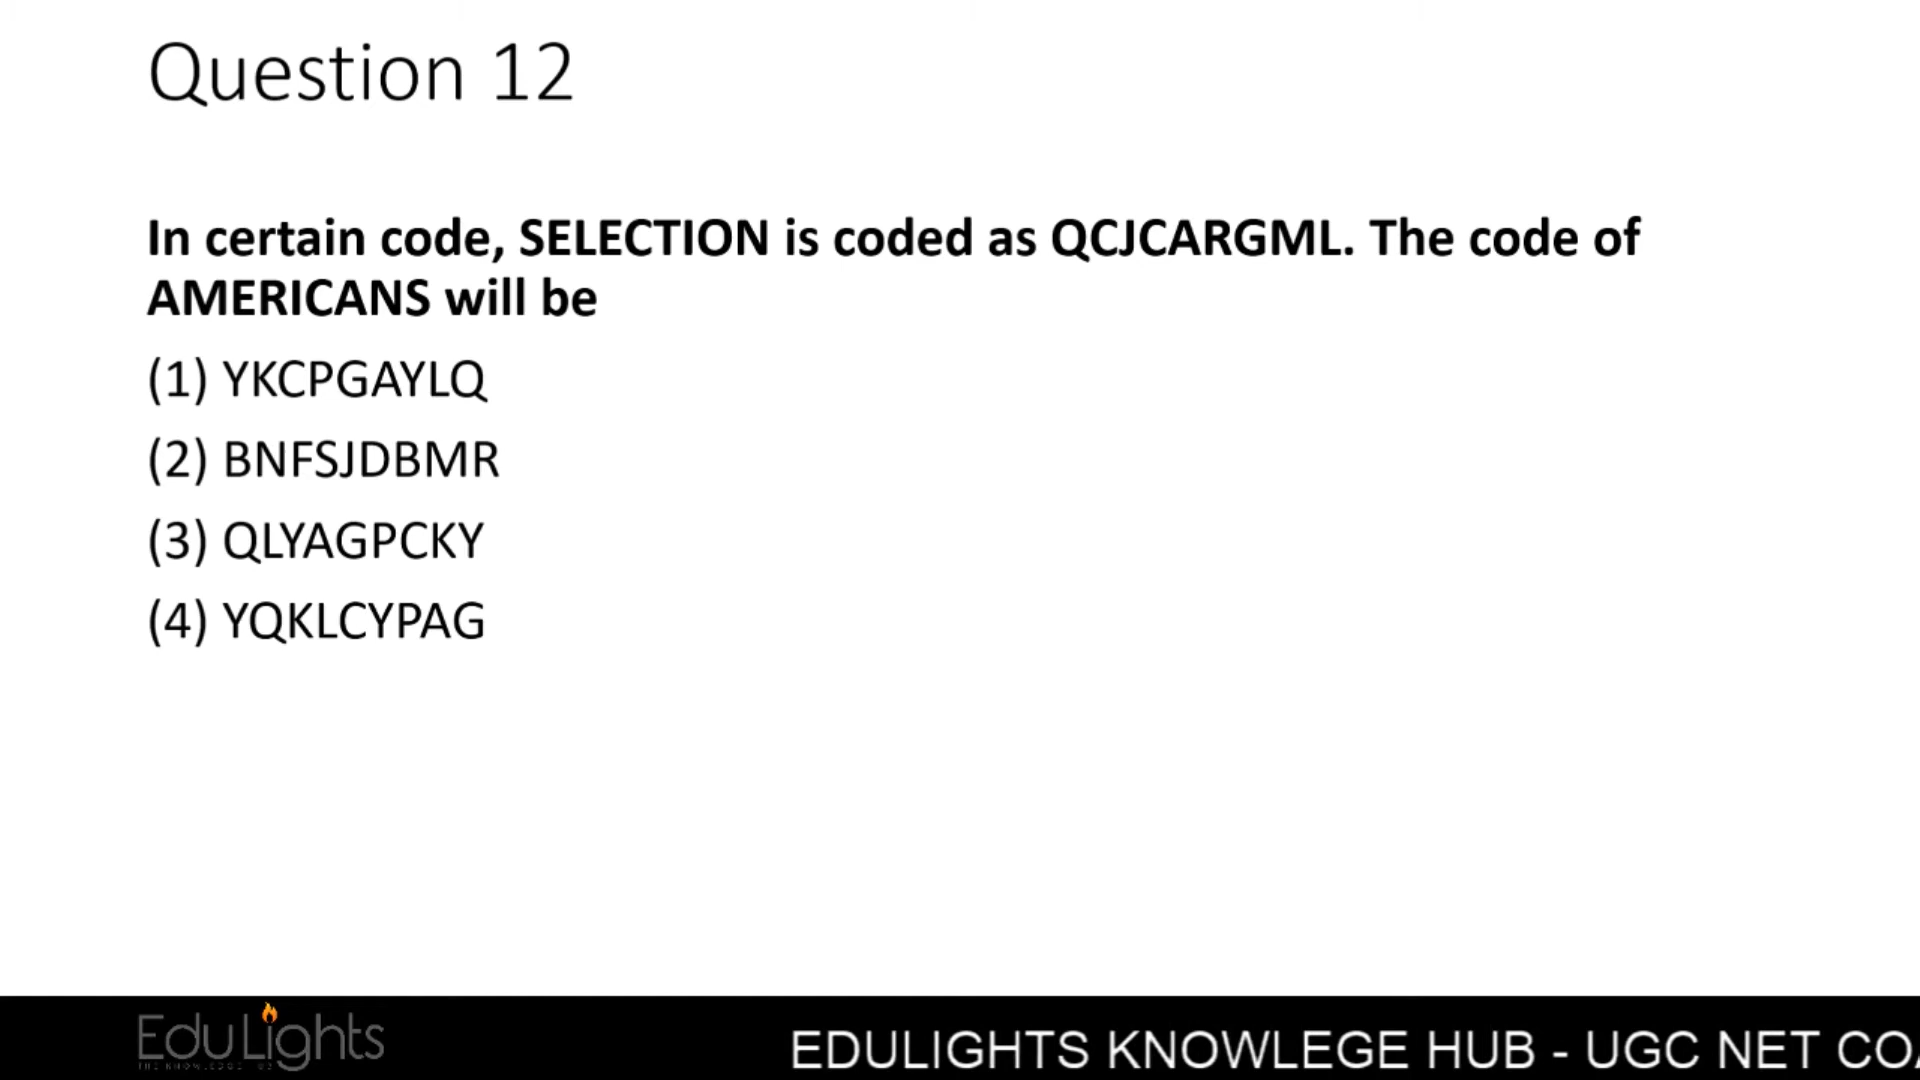 Question 12
In certain code, SELECTION is coded as QCJCARGML. The code of
AMERICANS will be
(1) YKCPGAYLQ
(2) BNFSJDBMR
(3) QLYAGPCKY
(4) YQKLCYPAG
EduLights
EDULIGHTS KNOWLEGE HUB - UGC NET CO